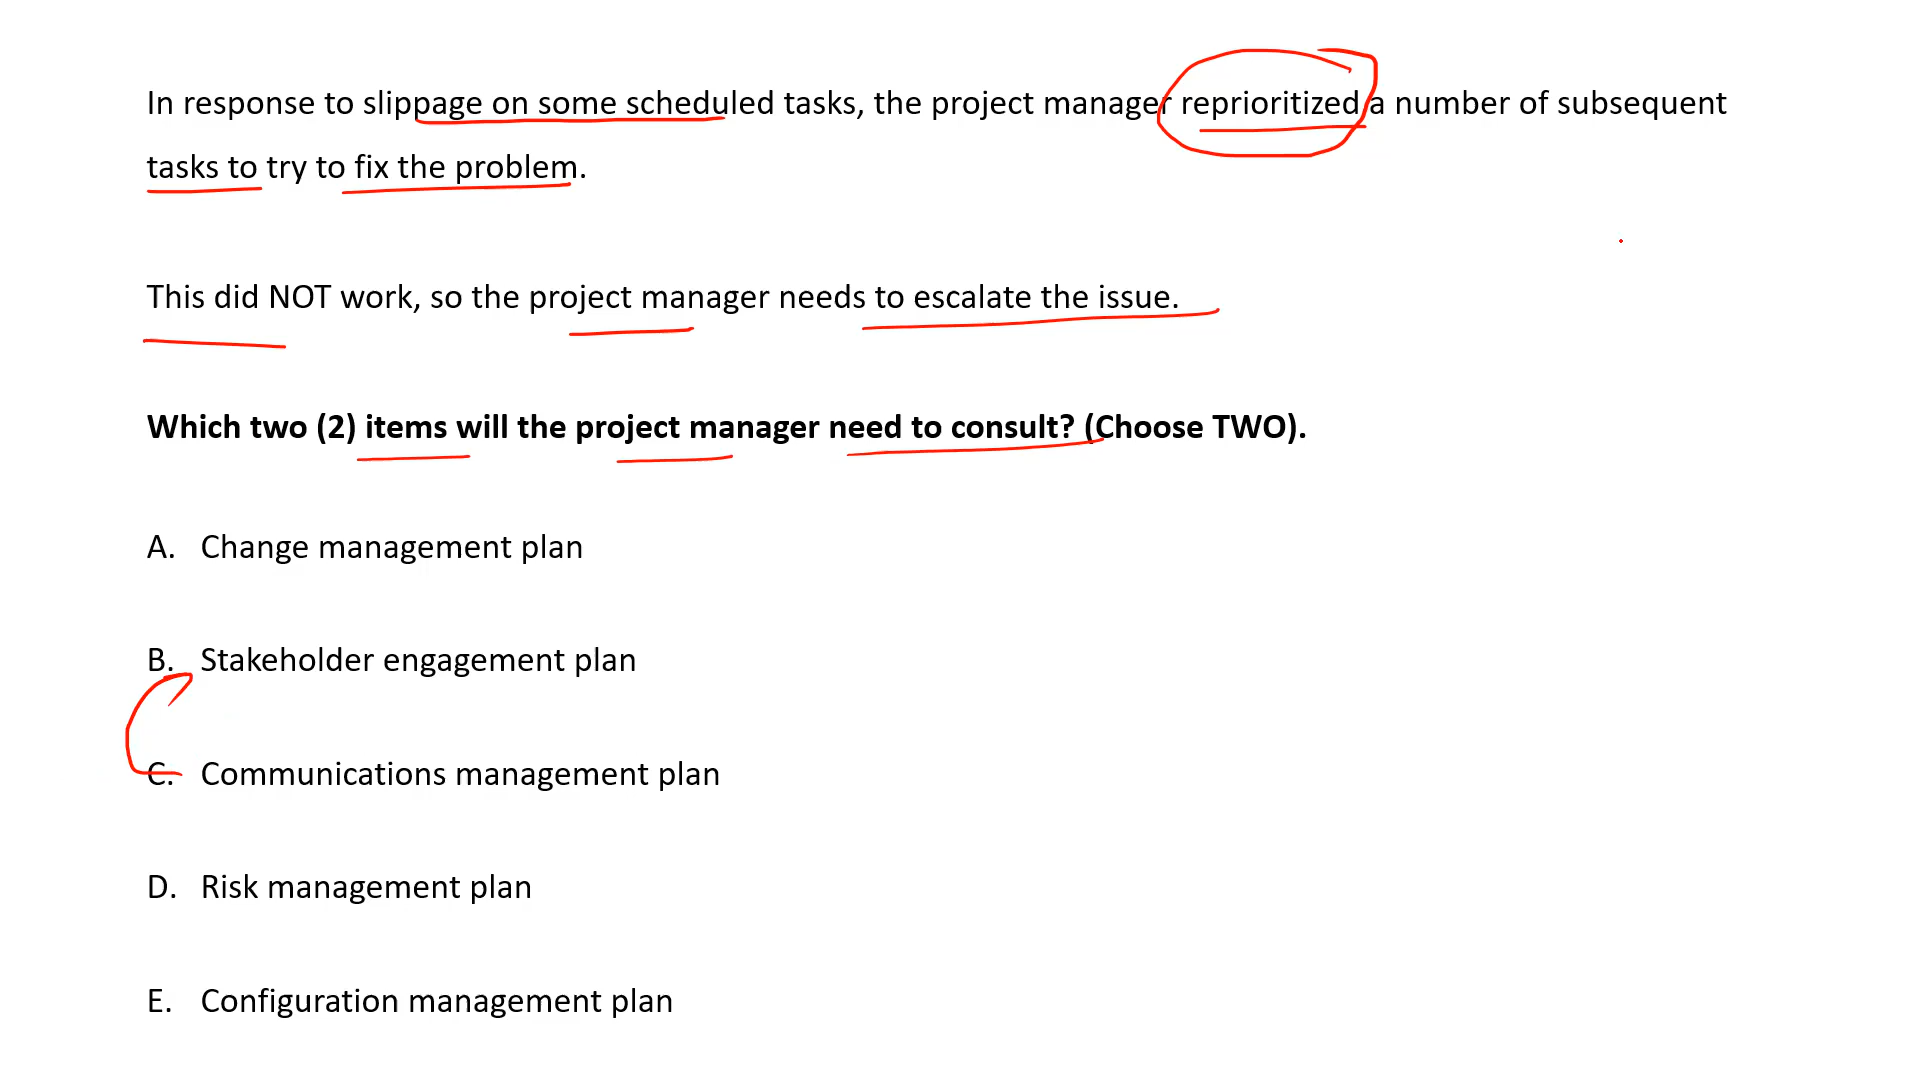 In response to slippage on some scheduled tasks, the project manager reprioritized a number of subsequent
tasks to try to fix the problem.
This did NOT work, so the project manager needs to escalate the issue.
Which two (2) items will the project manager need to consult? (Choose TWO).
A. Change management plan
B. Stakeholder engagement plan
C. Communications management plan
D. Risk management plan
E. Configuration management plan